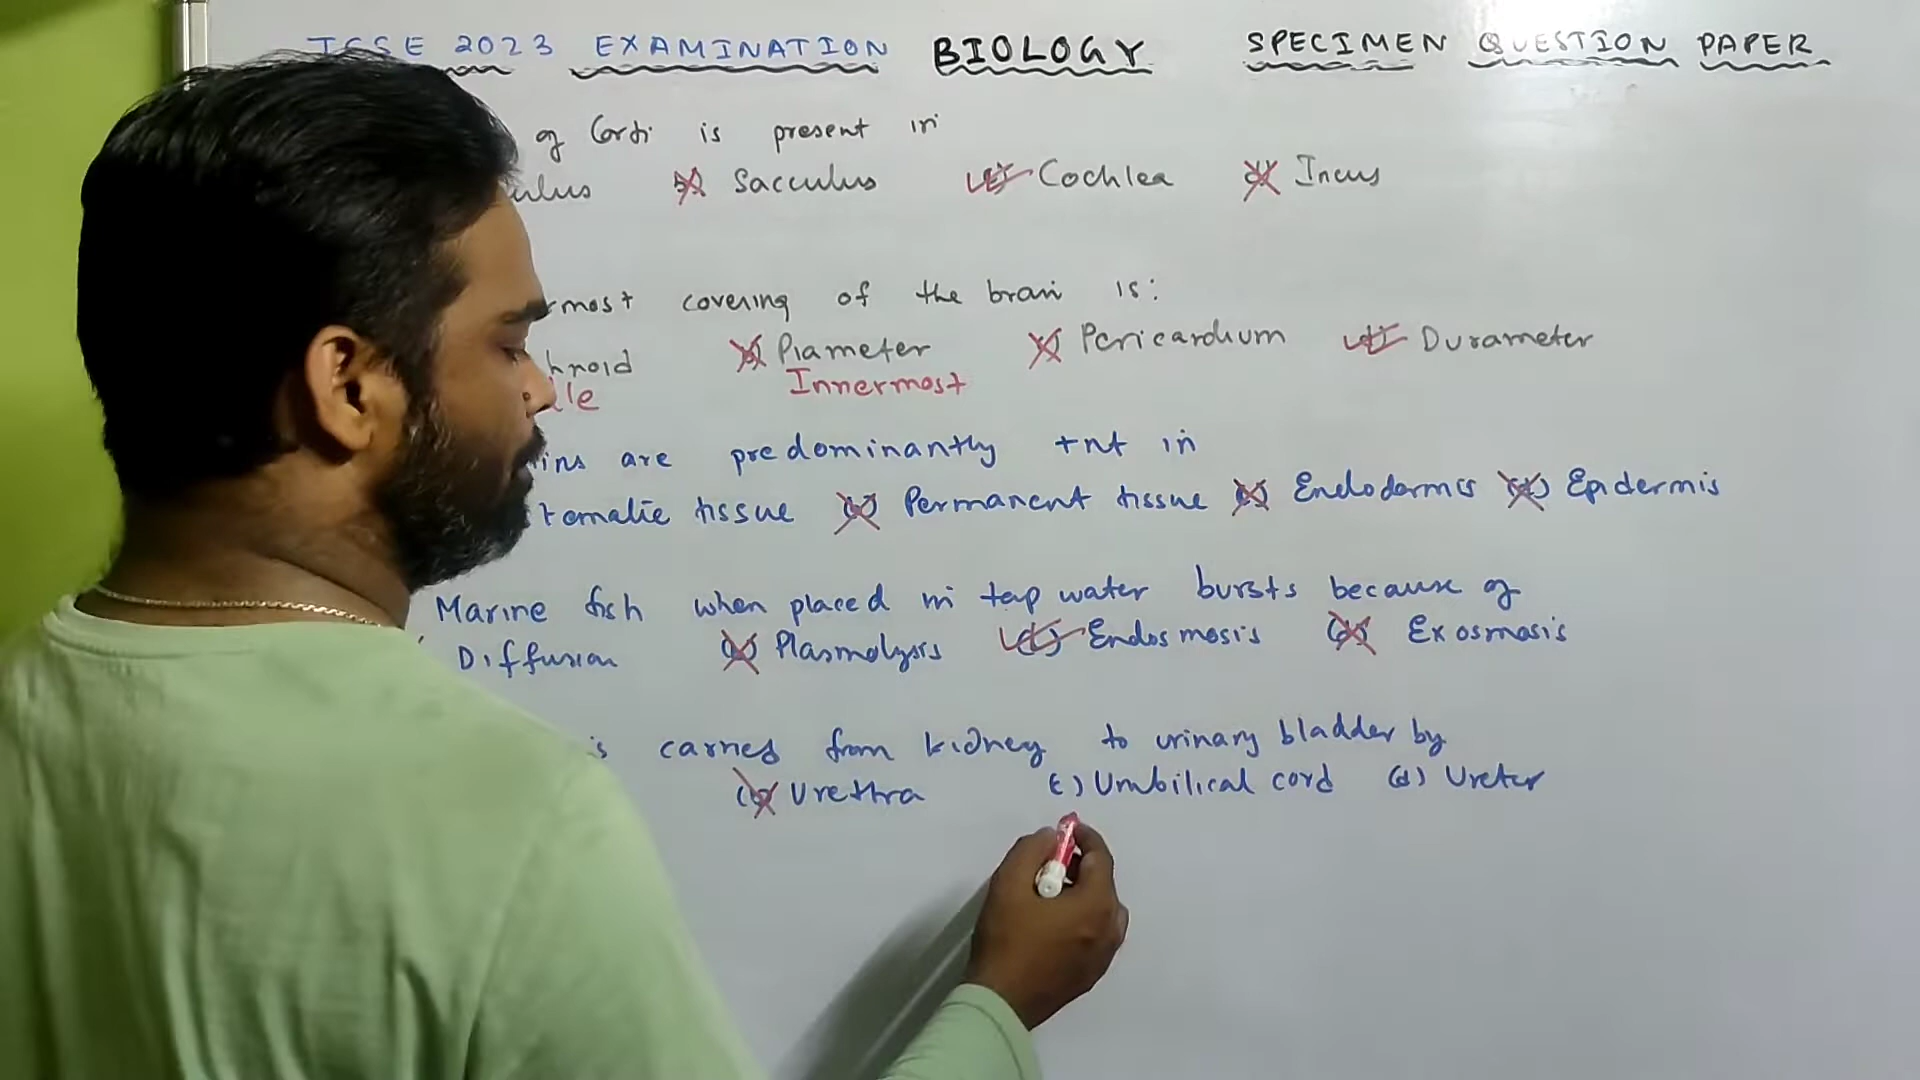 ICSE 2023 EXAMINATION BIOLOGY SPECIMEN QUESTION PAPER
of Corti is present in
ulus b) Sacculus c) Cochlea d) Incus
rmost covering of the brain is:
hnoid b) Piameter c) Pericardium d) Durameter
le Innermost
ins are predominantly tnt in
tematic tissue (b) Permanent tissue (c) Endodermis (d) Epidermis
Marine fish when placed in tap water bursts because of
Diffusion (b) Plasmolysis (c) Endosmosis (d) Exosmosis
is carried from kidney to urinary bladder by
(b) Urethra c) Umbilical cord (d) Ureter